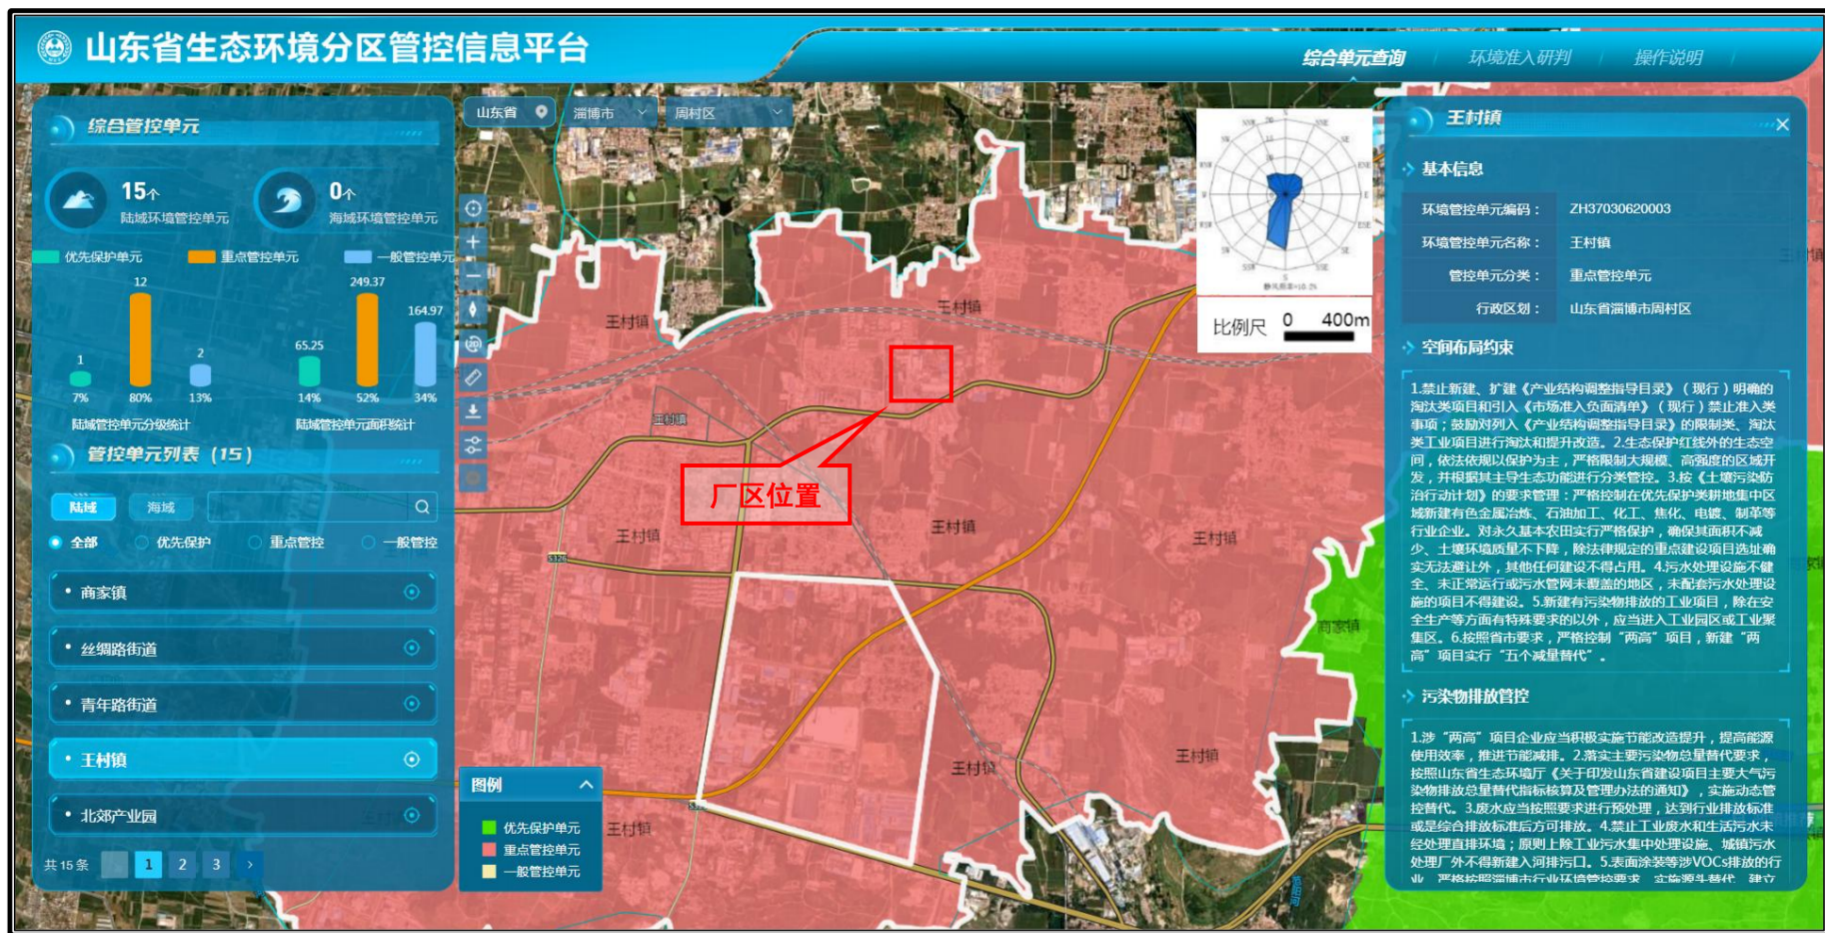 山东省生态环境分区管控信息平台
综合单元查询
环境准入研判
操作说明
山东省
淄博市
周村区
综合管控单元
15个
陆域环境管控单元
0个
海域环境管控单元
优先保护单元
重点管控单元
一般管控单元
12
1
2
7%
80%
13%
陆域管控单元分级统计
249.37
164.97
65.25
14%
52%
34%
陆域管控单元面积统计
管控单元列表（15）
陆域
海域
全部
优先保护
重点管控
一般管控
商家镇
丝绸路街道
青年路街道
王村镇
北郊产业园
共15条
1
2
3
王村镇
王村镇
王村镇
王村镇
王村镇
王村镇
王村镇
王村镇
王村镇
商家镇
厂区位置
图例
优先保护单元
重点管控单元
一般管控单元
比例尺
0 400m
王村镇
基本信息
环境管控单元编码：
ZH37030620003
环境管控单元名称：
王村镇
管控单元分类：
重点管控单元
行政区划：
山东省淄博市周村区
空间布局约束
1.禁止新建、扩建《产业结构调整指导目录》（现行）明确的
淘汰类项目和引入《市场准入负面清单》（现行）禁止准入类
事项；鼓励对列入《产业结构调整指导目录》的限制类、淘汰
类工业项目进行淘汰和提升改造。2.生态保护红线外的生态空
间，依法依规以保护为主，严格限制大规模、高强度的区域开
发，并根据其主导生态功能进行分类管控。3.按《土壤污染防
治行动计划》的要求管理：严格控制在优先保护类耕地集中区
域新建有色金属冶炼、石油加工、化工、焦化、电镀、制革等
行业企业。对永久基本农田实行严格保护，确保其面积不减
少、土壤环境质量不下降，除法律规定的重点建设项目选址确
实无法避让外，其他任何建设不得占用。4.污水处理设施不健
全、未正常运行或污水管网未覆盖的地区，未配套污水处理设
施的项目不得建设。5.新建有污染物排放的工业项目，除在安
全生产等方面有特殊要求的以外，应当进入工业园区或工业聚
集区。6.按照省市要求，严格控制“两高”项目，新建“两
高”项目实行“五个减量替代”。
污染物排放管控
1.涉“两高”项目企业应当积极实施节能改造提升，提高能源
使用效率，推进节能减排。2.落实主要污染物总量替代要求，
按照山东省生态环境厅《关于印发山东省建设项目主要大气污
染物排放总量替代指标核算及管理办法的通知》，实施动态管
控替代。3.废水应当按照要求进行预处理，达到行业排放标准
或是综合排放标准后方可排放。4.禁止工业废水和生活污水未
经处理直排环境；原则上除工业污水集中处理设施、城镇污水
处理厂外不得新建入河排污口。5.表面涂装等涉VOCs排放的行
业，严格按照淄博市行业环境管控要求，实施源头替代，建立